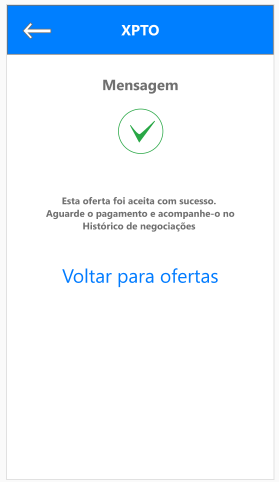 XPTO
Mensagem
Esta oferta foi aceita com sucesso.
Aguarde o pagamento e acompanhe-o no
Histórico de negociações
Voltar para ofertas